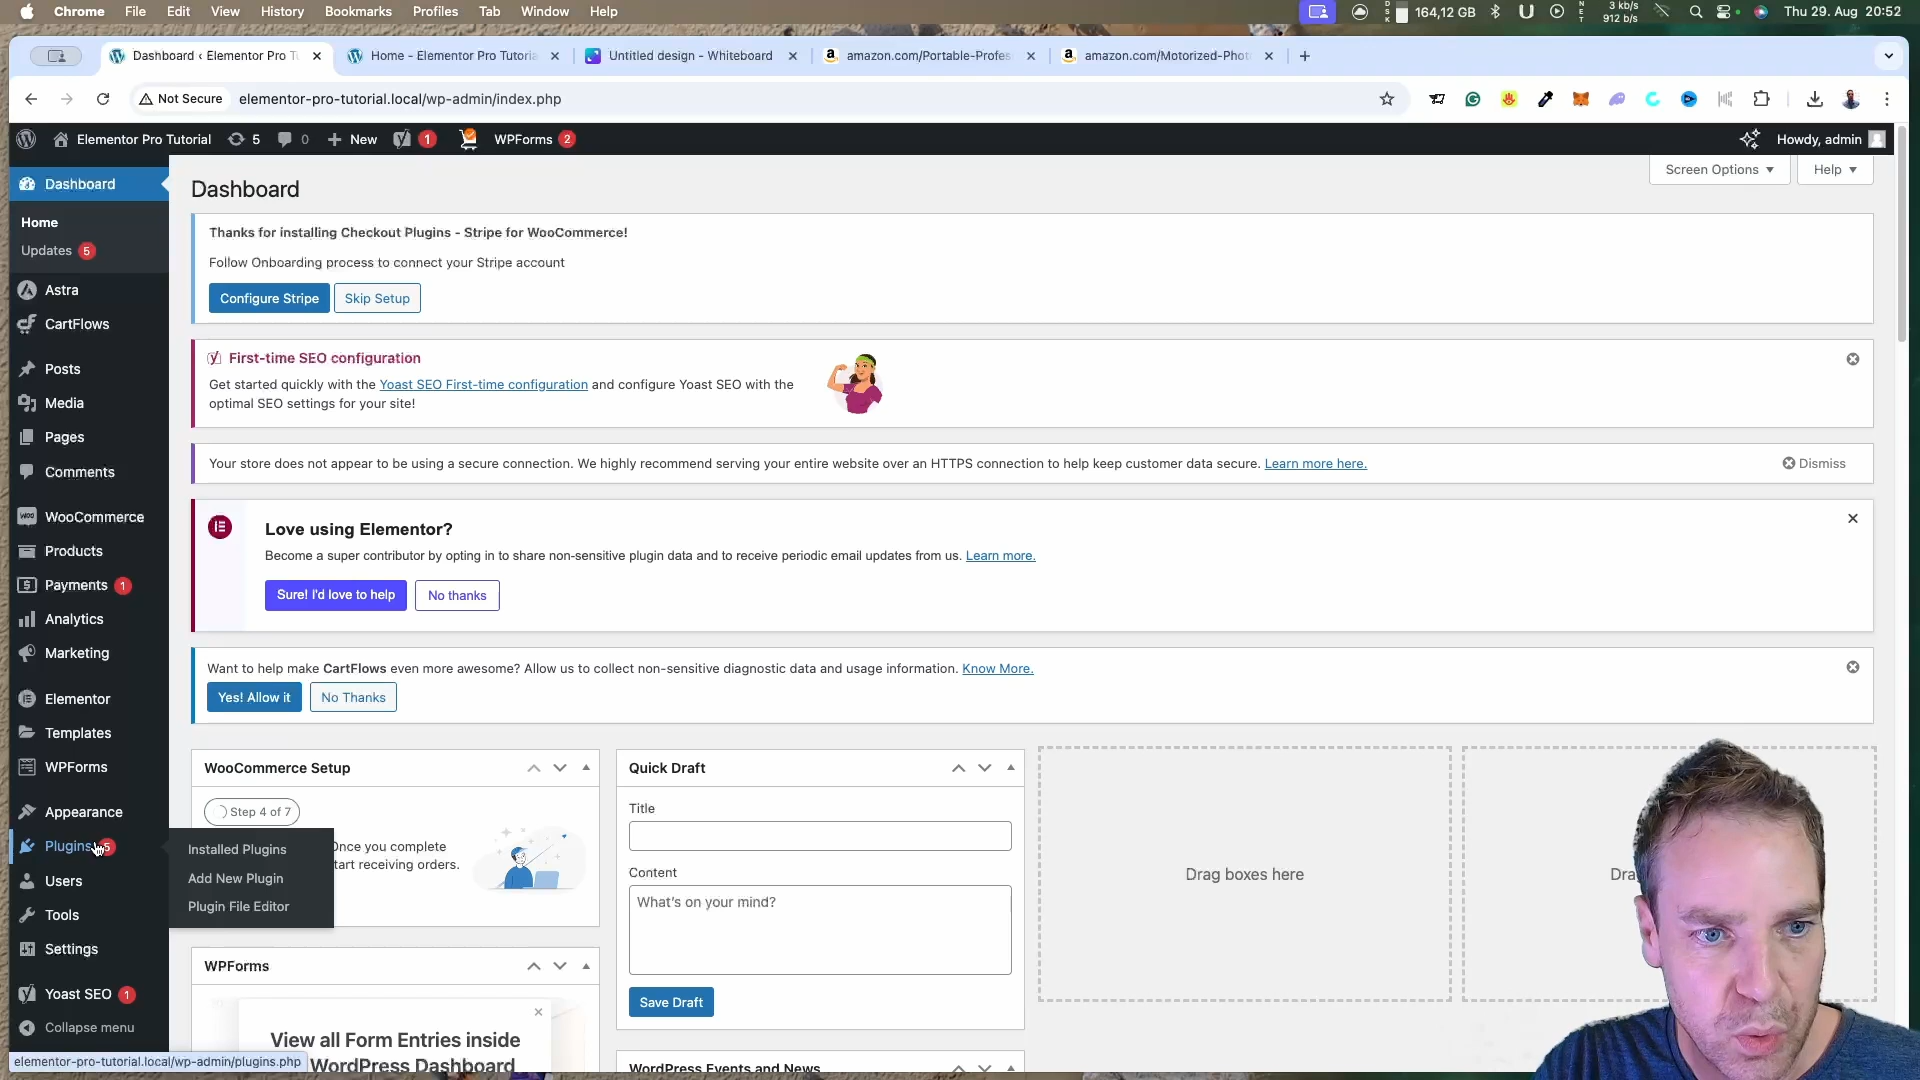 Chrome File Edit View History Bookmarks Profiles Tab Window Help
164,12 GB
3 kb/s
912 b/s
Thu 29. Aug 20:52
Dashboard ‹ Elementor Pro T
Home - Elementor Pro Tutoria
Untitled design - Whiteboard
amazon.com/Portable-Profes
amazon.com/Motorized-Phot
Not Secure
elementor-pro-tutorial.local/wp-admin/index.php
Elementor Pro Tutorial
5
0
New
1
WPForms 2
Howdy, admin
Dashboard
Home
Updates 5
Astra
CartFlows
Posts
Media
Pages
Comments
WooCommerce
Products
Payments 1
Analytics
Marketing
Elementor
Templates
WPForms
Appearance
Plugins 5
Users
Tools
Settings
Yoast SEO 1
Collapse menu
Installed Plugins
Add New Plugin
Plugin File Editor
elementor-pro-tutorial.local/wp-admin/plugins.php
Screen Options
Help
Dashboard
Thanks for installing Checkout Plugins - Stripe for WooCommerce!
Follow Onboarding process to connect your Stripe account
Configure Stripe
Skip Setup
First-time SEO configuration
Get started quickly with the Yoast SEO First-time configuration and configure Yoast SEO with the
optimal SEO settings for your site!
Your store does not appear to be using a secure connection. We highly recommend serving your entire website over an HTTPS connection to help keep customer data secure. Learn more here.
Dismiss
Love using Elementor?
Become a super contributor by opting in to share non-sensitive plugin data and to receive periodic email updates from us. Learn more.
Sure! I'd love to help
No thanks
Want to help make CartFlows even more awesome? Allow us to collect non-sensitive diagnostic data and usage information. Know More.
Yes! Allow it
No Thanks
WooCommerce Setup
Step 4 of 7
Once you complete
tart receiving orders.
WPForms
View all Form Entries inside
WordPress Dashboard
Quick Draft
Title
Content
What's on your mind?
Save Draft
WordPress Events and News
Drag boxes here
Dra